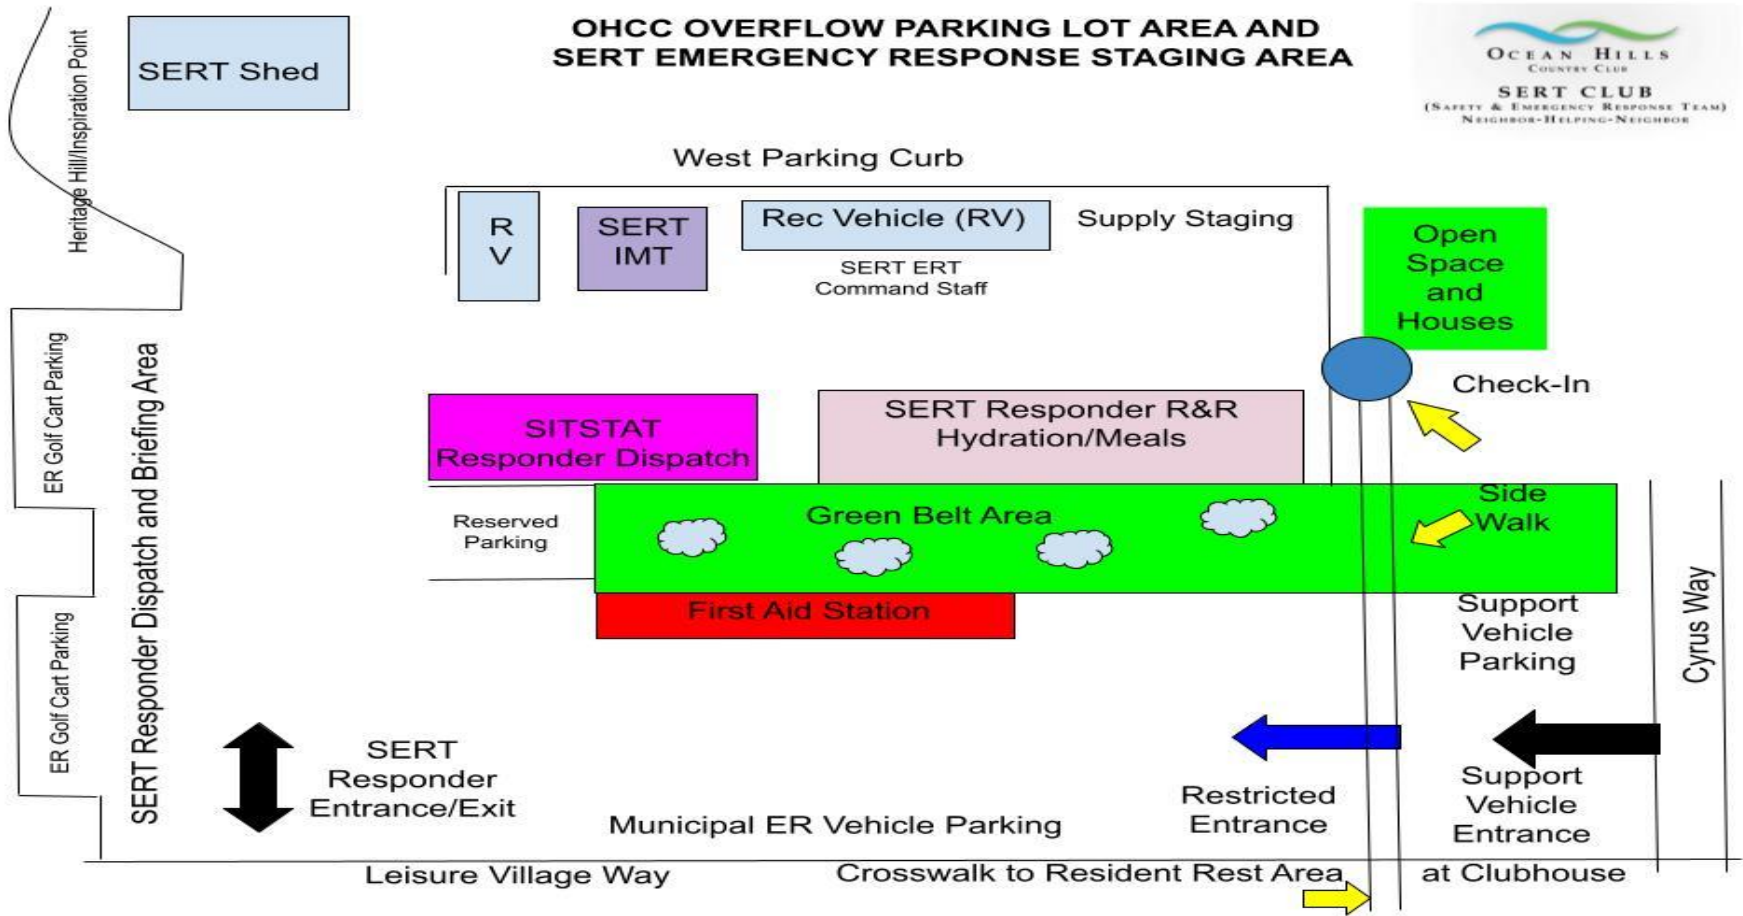 OHCC OVERFLOW PARKING LOT AREA AND
SERT EMERGENCY RESPONSE STAGING AREA
OCEAN HILLS
COUNTRY CLUB
SERT CLUB
(SAFETY & EMERGENCY RESPONSE TEAM)
NEIGHBOR-HELPING-NEIGHBOR
SERT Shed
Heritage Hill/Inspiration Point
West Parking Curb
R
V
SERT
IMT
Rec Vehicle (RV)
SERT ERT
Command Staff
Supply Staging
Open
Space
and
Houses
Check-In
ER Golf Cart Parking
SERT Responder Dispatch and Briefing Area
SITSTAT
Responder Dispatch
SERT Responder R&R
Hydration/Meals
Reserved
Parking
Green Belt Area
Side
Walk
First Aid Station
Support
Vehicle
Parking
Cyrus Way
ER Golf Cart Parking
SERT
Responder
Entrance/Exit
Municipal ER Vehicle Parking
Restricted
Entrance
Support
Vehicle
Entrance
Leisure Village Way
Crosswalk to Resident Rest Area
at Clubhouse